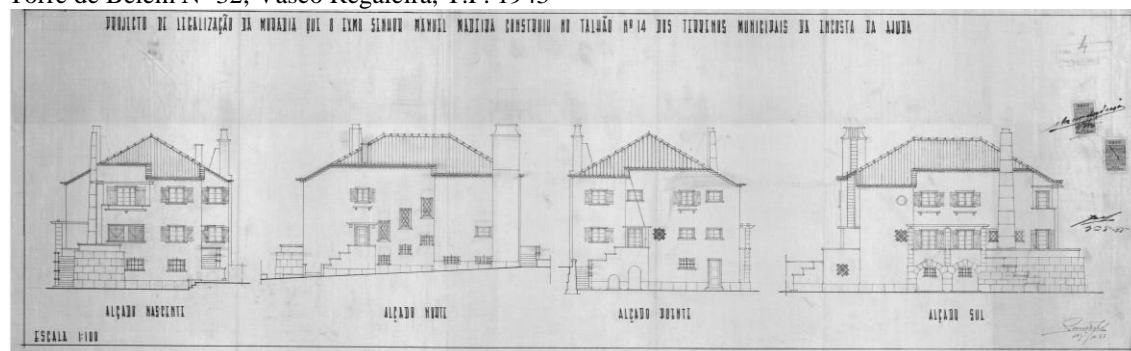 Torre de Belém Nº 32, Vasco Regaleira, T.P. 1943
PROJECTO DE LEGALIZAÇÃO DA MORADIA QUE O EXMO SENHOR MANUEL MADEIRA CONSTRUIU NO TALHÃO Nº 14 DOS TERRENOS MUNICIPAIS DA ENCOSTA DA AJUDA
4
ALÇADO NASCENTE
ALÇADO NORTE
ALÇADO POENTE
ALÇADO SUL
ESCALA 1:100